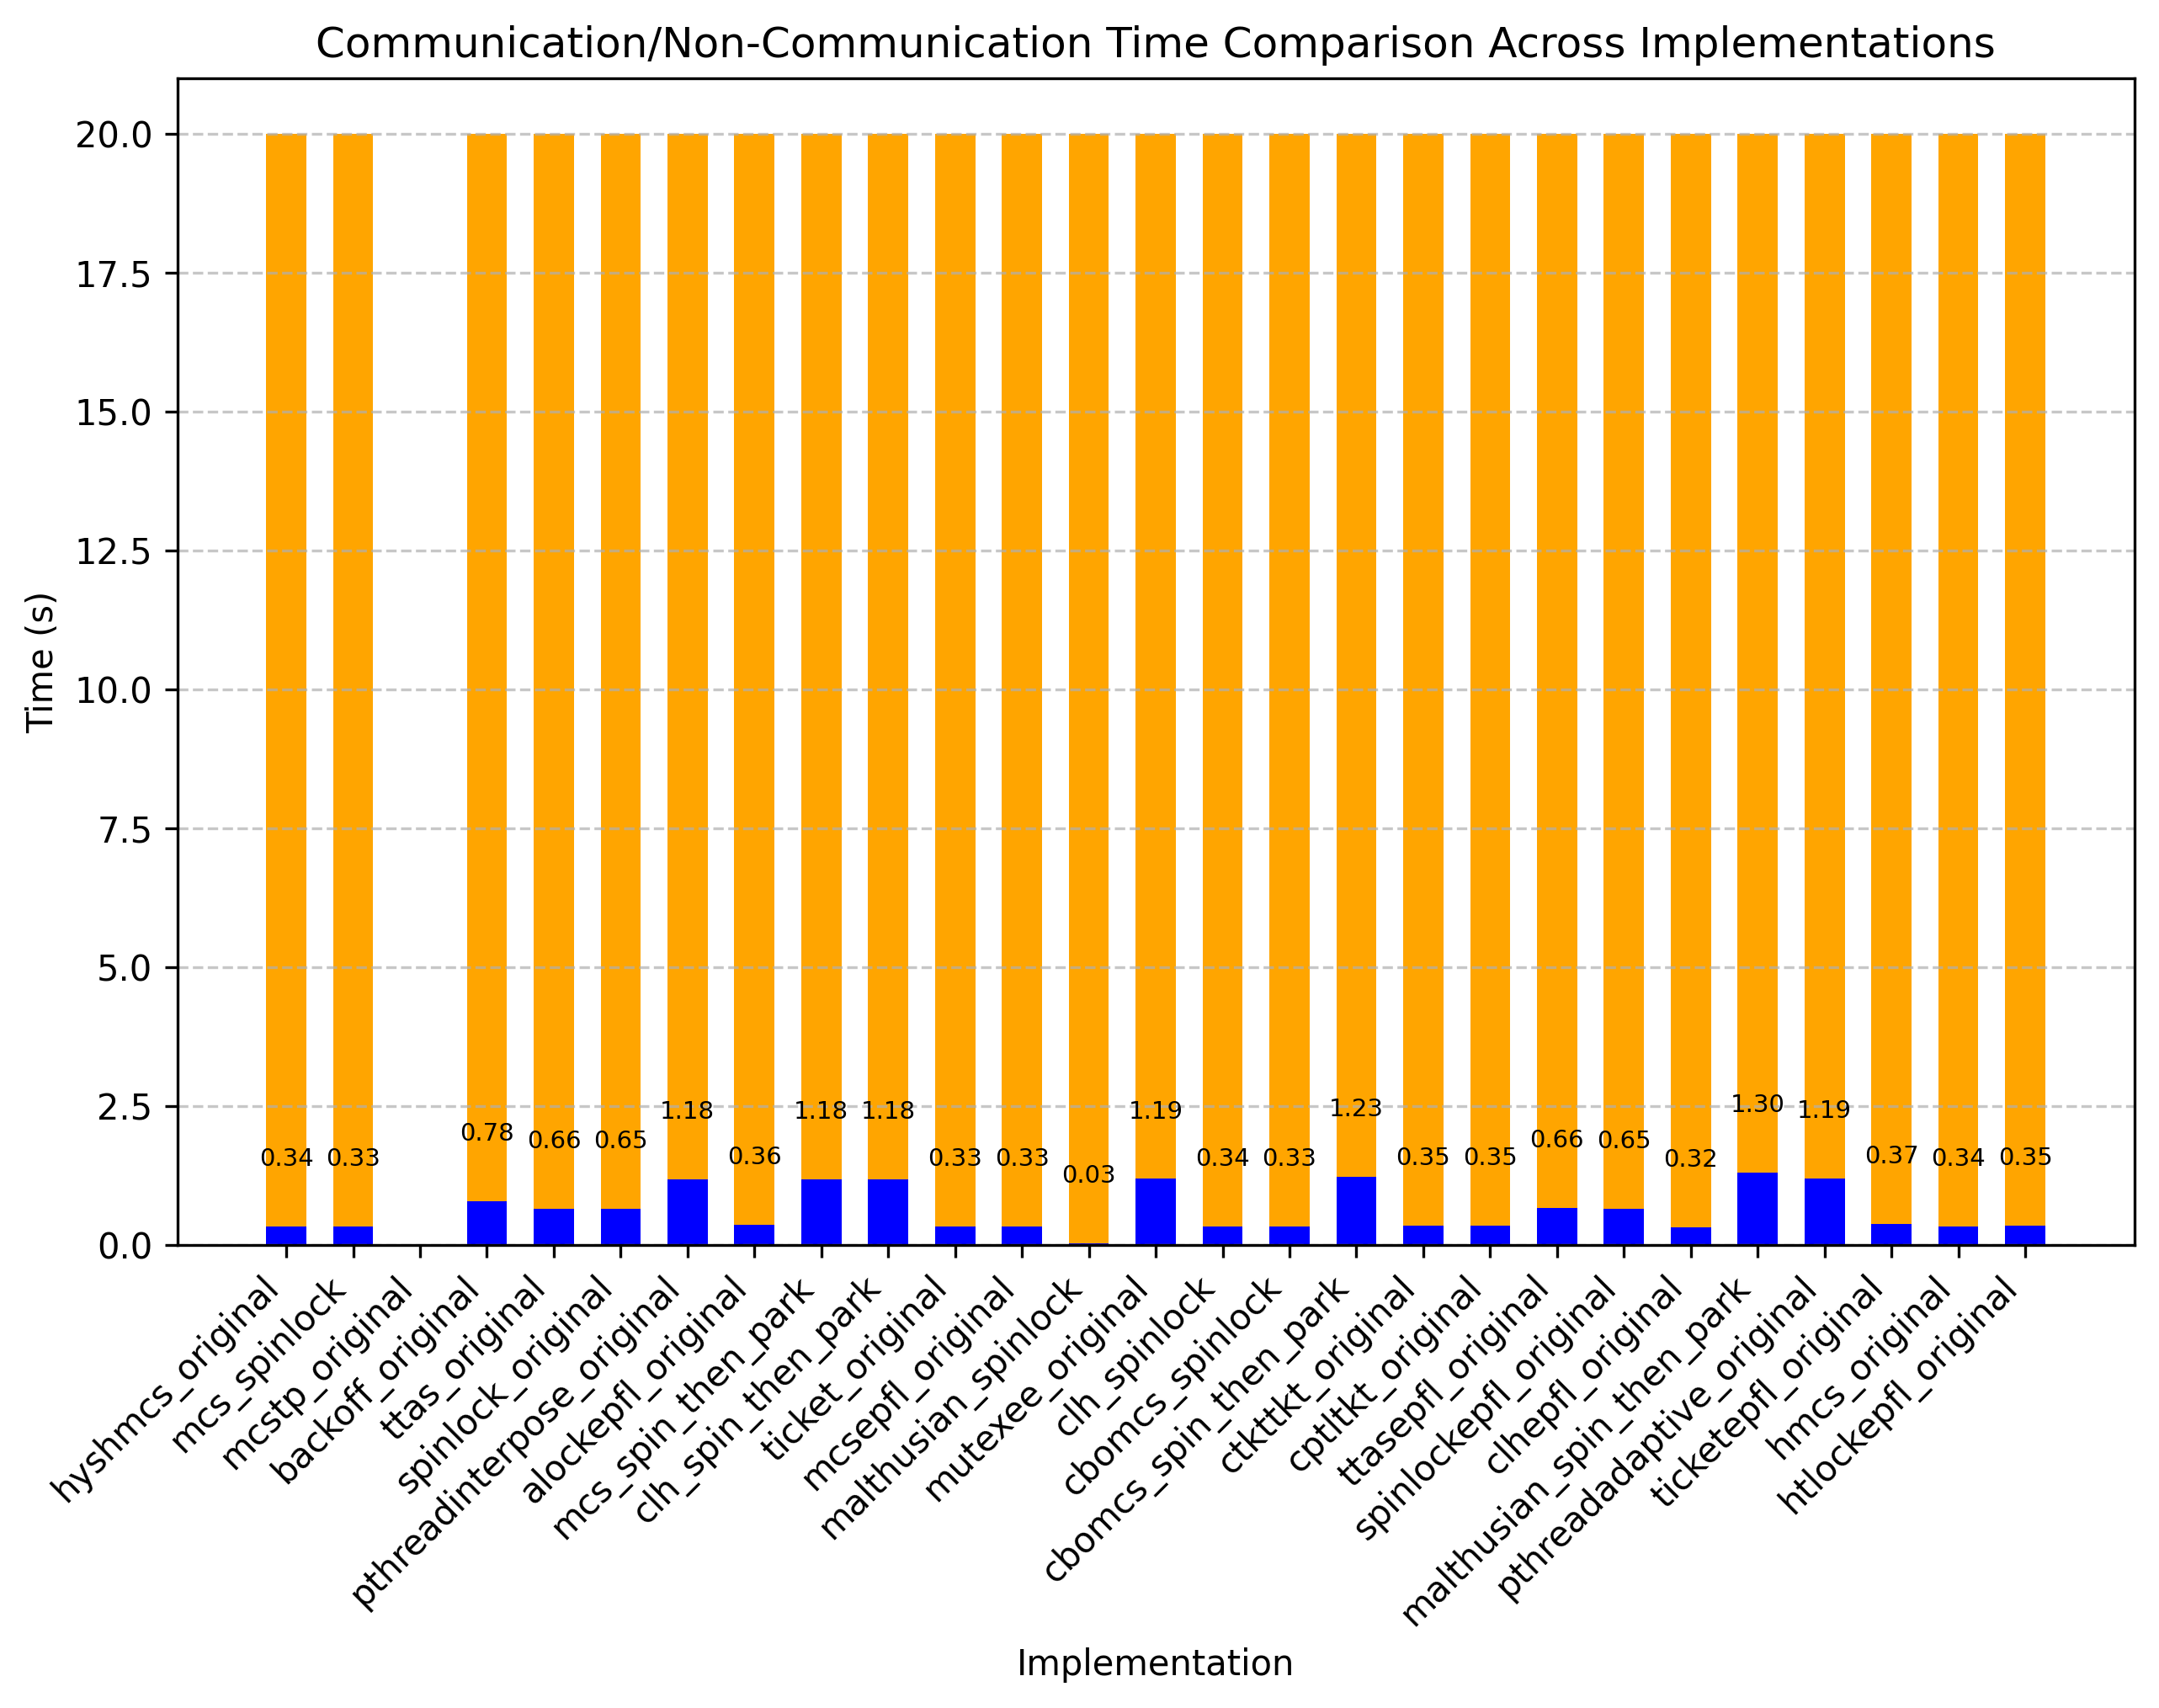 Communication/Non-Communication Time Comparison Across Implementations
20.0
17.5
15.0
12.5
10.0
7.5
5.0
2.5
0.0
Time (s)
0.34
0.33
0.78
0.66
0.65
1.18
0.36
1.18
1.18
0.33
0.33
0.03
1.19
0.34
0.33
1.23
0.35
0.35
0.66
0.65
0.32
1.30
1.19
0.37
0.34
0.35
hyshmcs_original
mcs_spinlock
mcstp_original
backoff_original
ttas_original
spinlock_original
pthreadinterpose_original
alockepfl_original
mcs_spin_then_park
clh_spin_then_park
ticket_original
mcsepfl_original
malthusian_spinlock
mutexee_original
clh_spinlock
cbomcs_spinlock
cbomcs_spin_then_park
ctkttkt_original
cptltkt_original
ttasepfl_original
spinlockepfl_original
clhepfl_original
malthusian_spin_then_park
pthreadadaptive_original
ticketepfl_original
hmcs_original
htlockepfl_original
Implementation